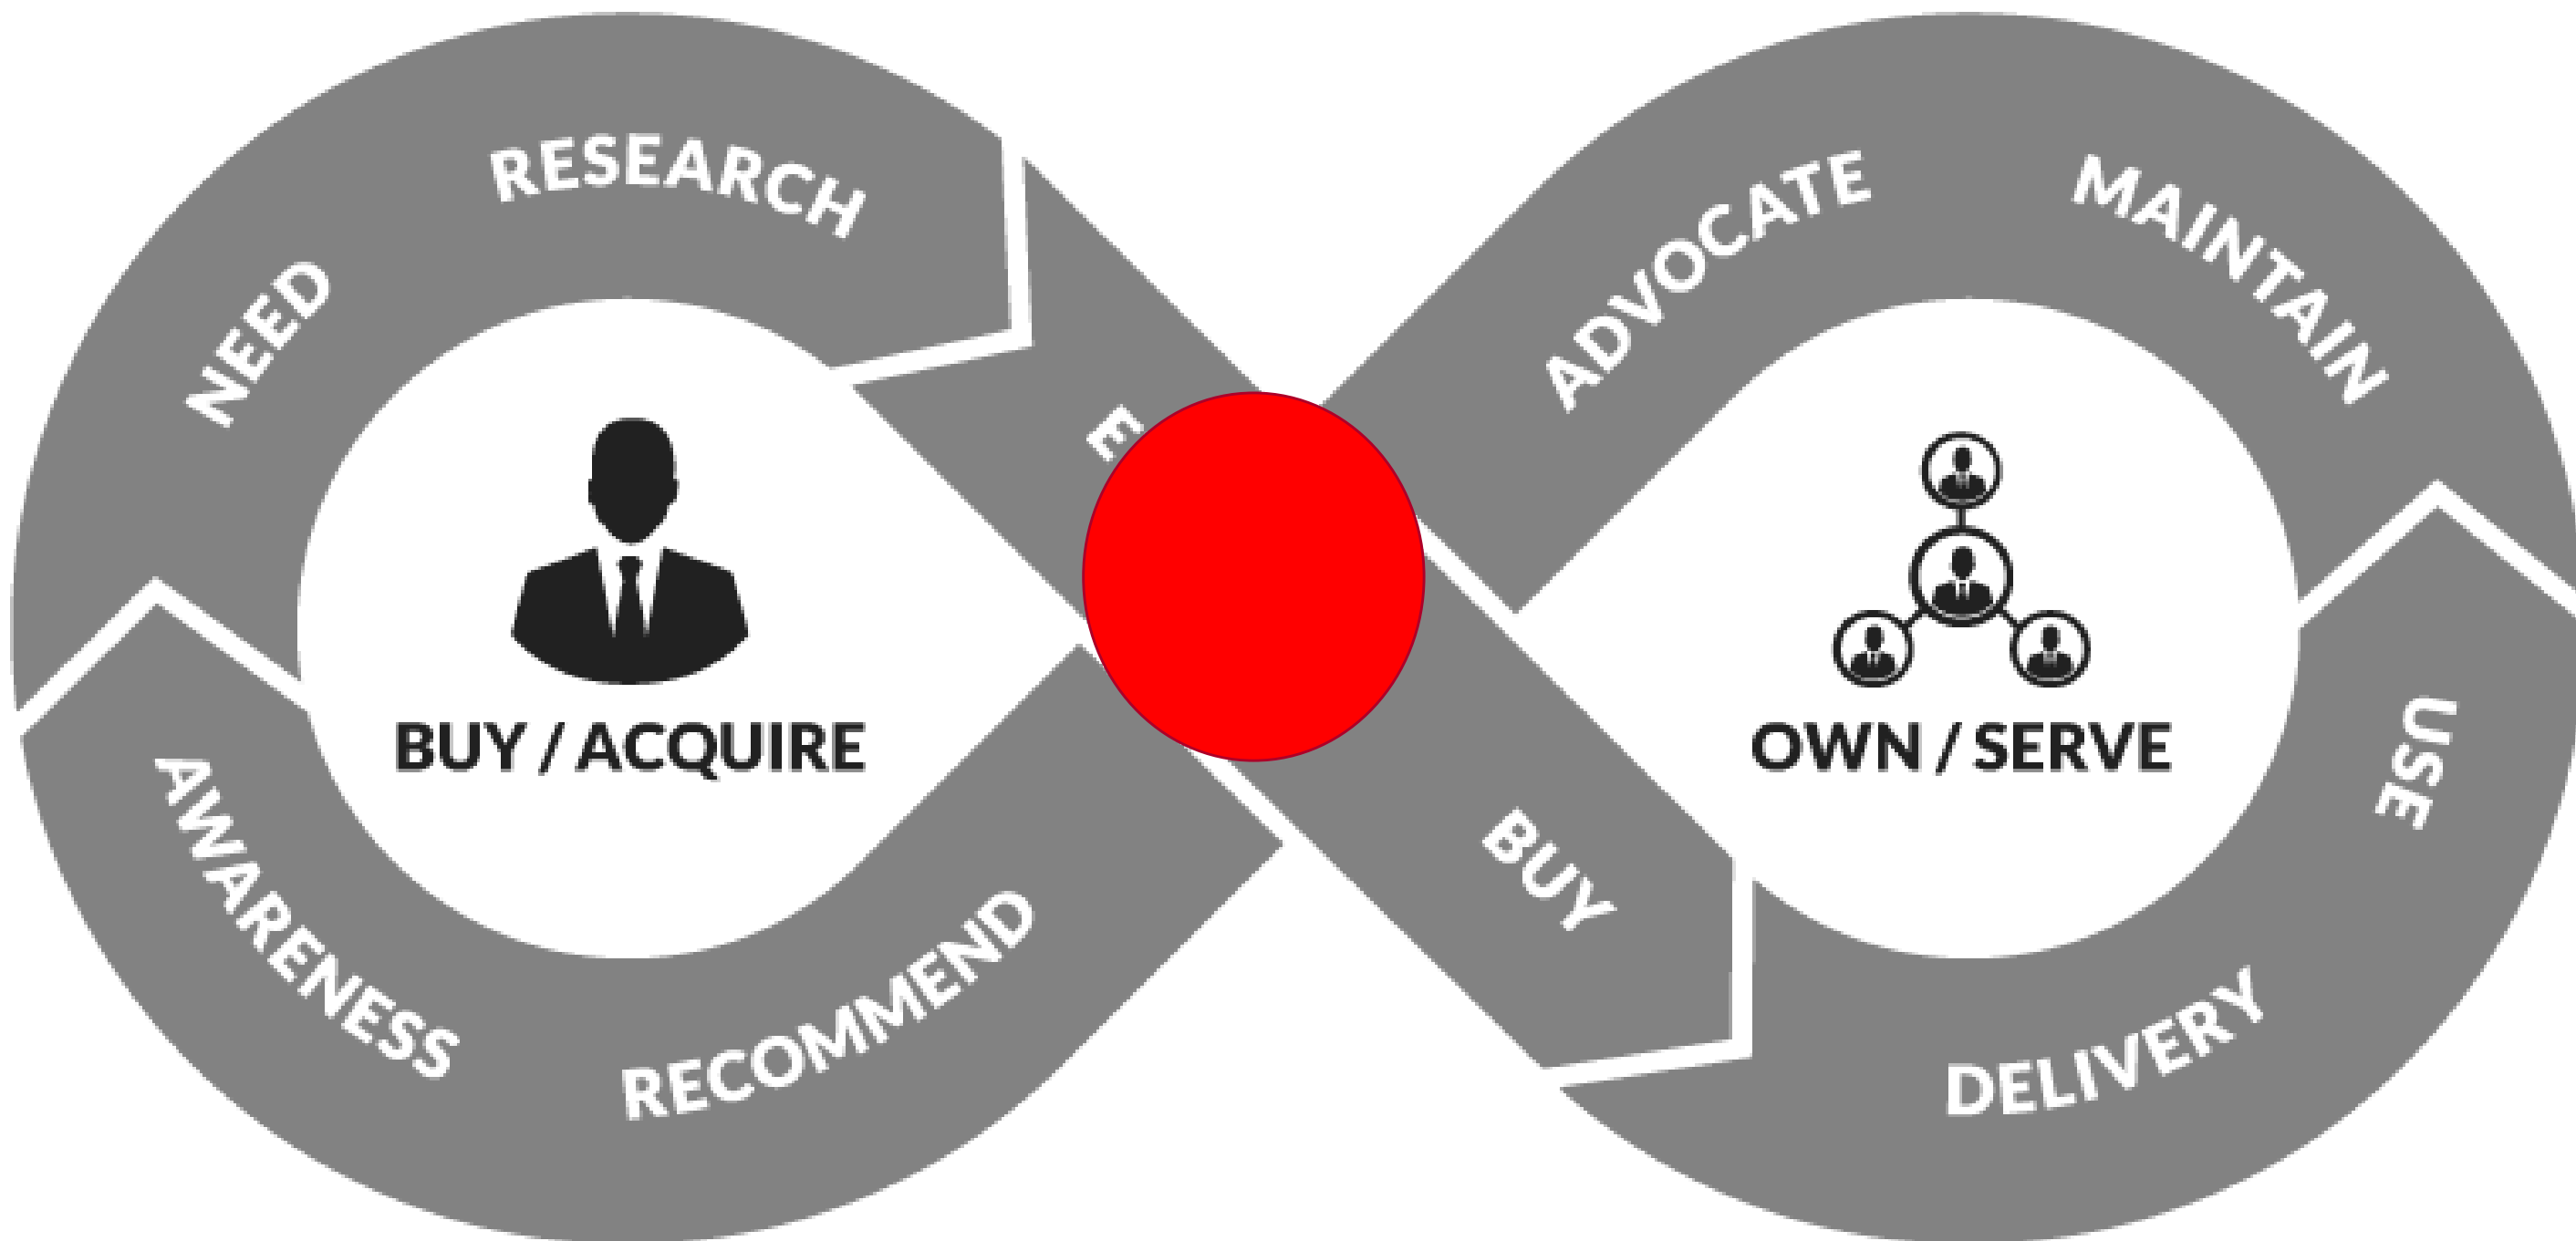 RESEARCH
NEED
BUY / ACQUIRE
AWARENESS
RECOMMEND
ADVOCATE
MAINTAIN
OWN / SERVE
USE
BUY
DELIVERY